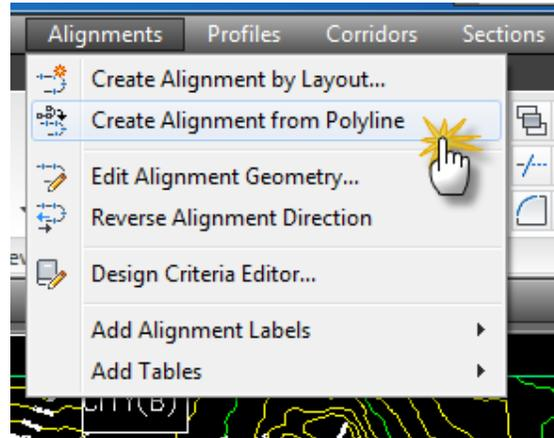 Alignments Profiles Corridors Sections
Create Alignment by Layout...
Create Alignment from Polyline
Edit Alignment Geometry...
Reverse Alignment Direction
Design Criteria Editor...
Add Alignment Labels
Add Tables